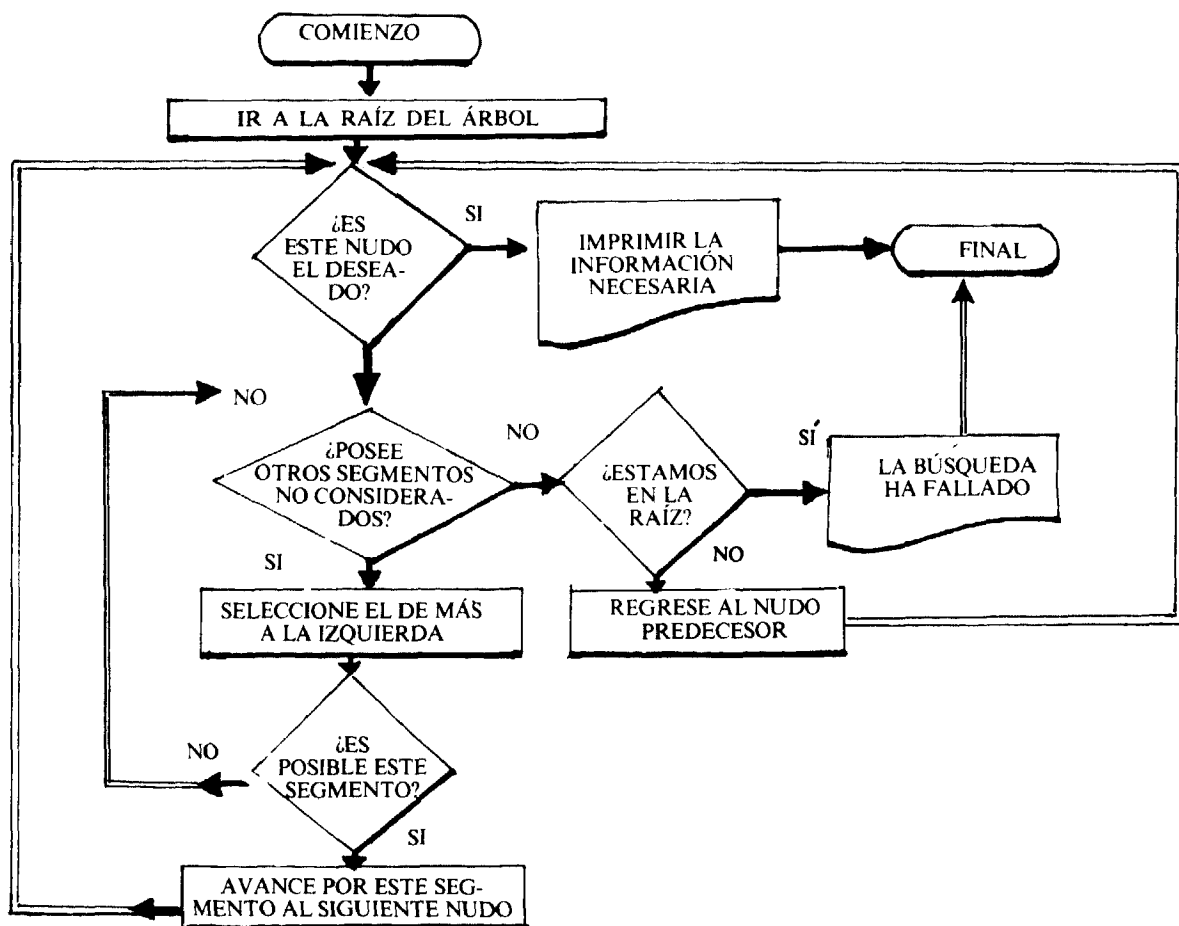 COMIENZO
IR A LA RAÍZ DEL ÁRBOL
¿ES
ESTE NUDO
EL DESEA-
DO?
SI
IMPRIMIR LA
INFORMACIÓN
NECESARIA
FINAL
NO
¿POSEE
OTROS SEGMENTOS
NO CONSIDERA-
DOS?
NO
¿ESTAMOS
EN LA
RAÍZ?
SÍ
LA BÚSQUEDA
HA FALLADO
SI
NO
SELECCIONE EL DE MÁS
A LA IZQUIERDA
REGRESE AL NUDO
PREDECESOR
NO
¿ES
POSIBLE ESTE
SEGMENTO?
SI
AVANCE POR ESTE SEG-
MENTO AL SIGUIENTE NUDO